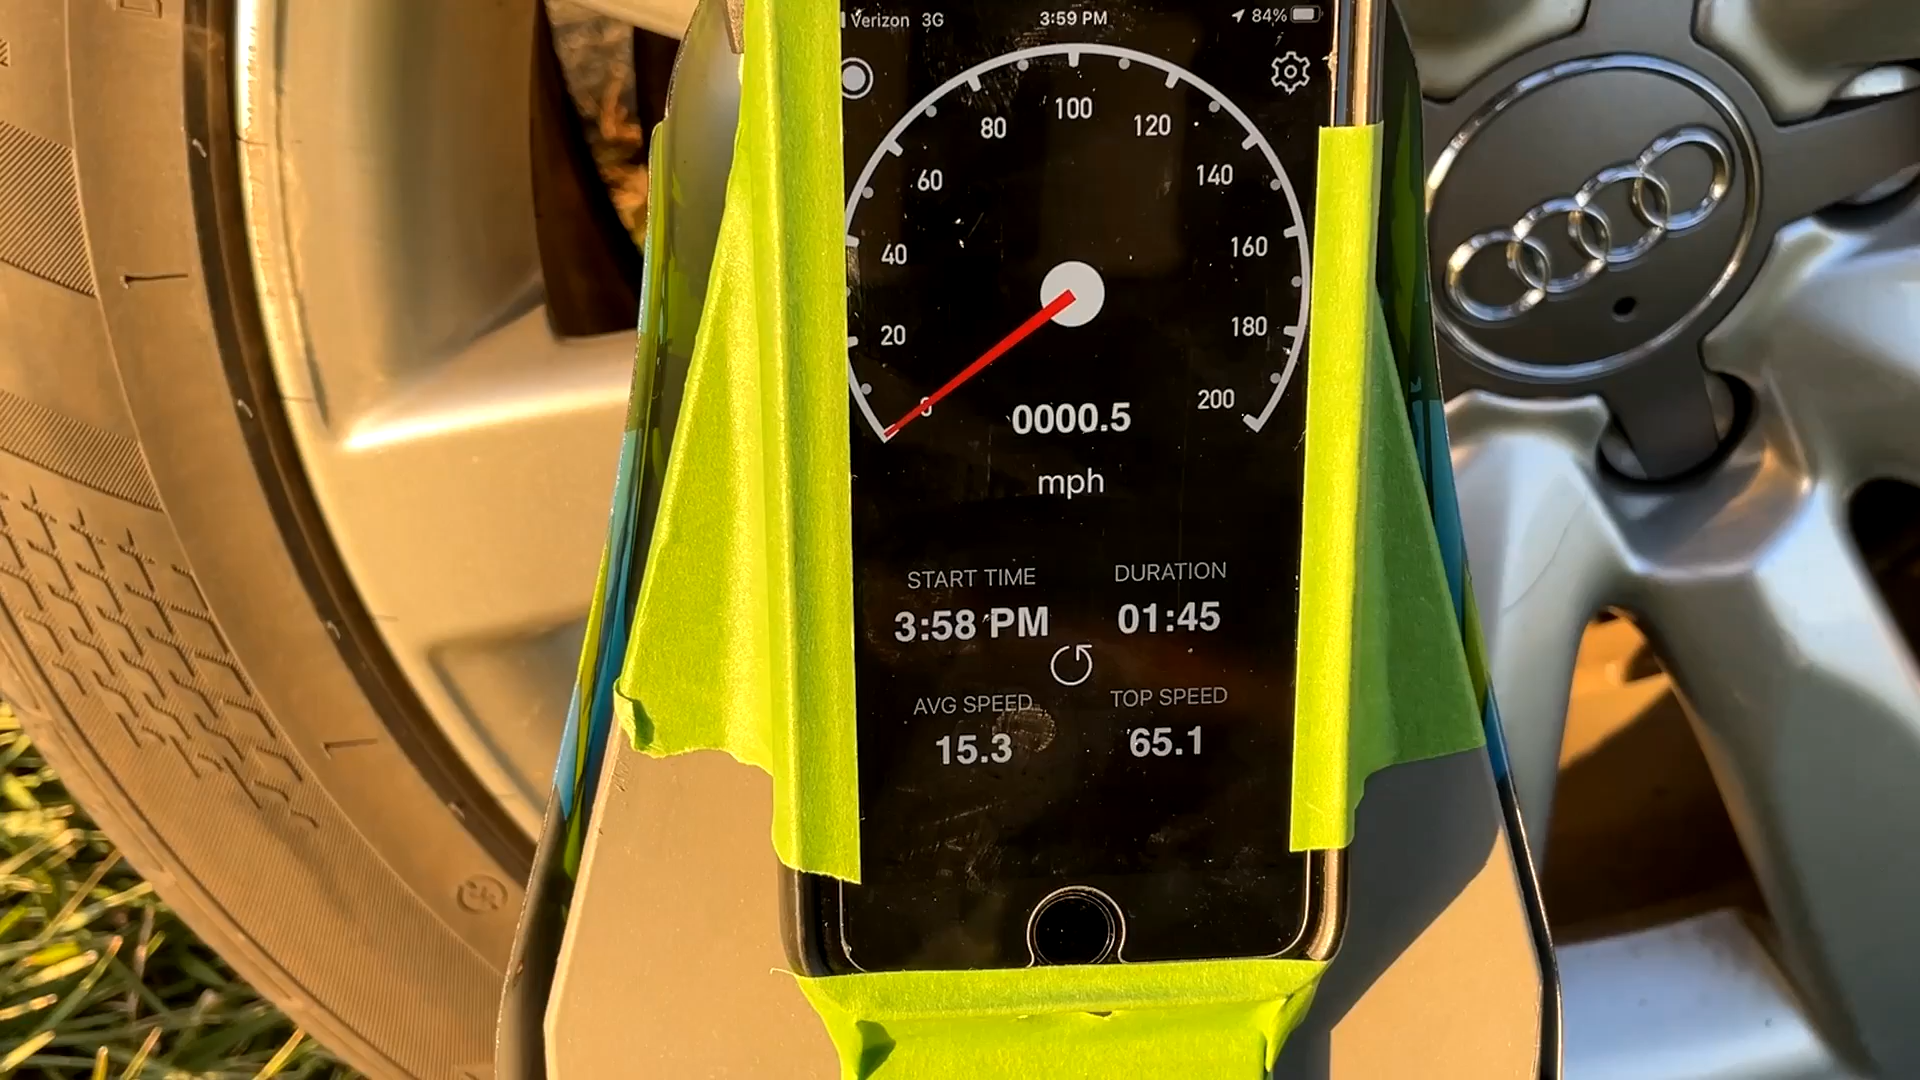 Verizon 3G 3:59 PM 84%
100
80 120
60 140
40 160
20 180
0 200
0000.5
mph
START TIME DURATION
3:58 PM 01:45
AVG SPEED TOP SPEED
15.3 65.1